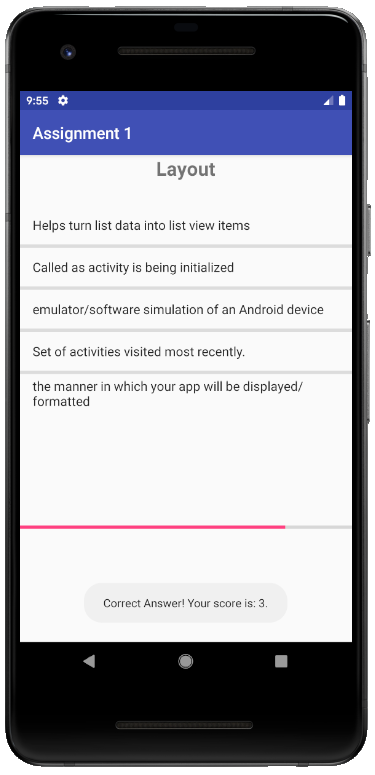 9:55
Assignment 1
Layout
Helps turn list data into list view items
Called as activity is being initialized
emulator/software simulation of an Android device
Set of activities visited most recently.
the manner in which your app will be displayed/
formatted
Correct Answer! Your score is: 3.